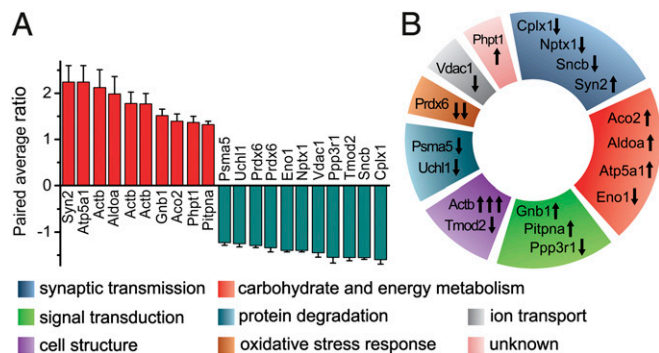 A
B
Paired average ratio
2
1
0
-1
Syn2
Atp5a1
Actb
Aldoa
Actb
Actb
Gnb1
Aco2
Phpt1
Pitpna
Psma5
Uchl1
Prdx6
Prdx6
Eno1
Nptx1
Vdac1
Ppp3r1
Tmod2
Sncb
Cplx1
Cplx1↓
Nptx1↓
Sncb↓
Syn2↑
Aco2↑
Aldoa↑
Atp5a1↑
Eno1↓
Gnb1↑
Pitpna↑
Ppp3r1↓
Actb↑↑↑
Tmod2↓
Psma5↓
Uchl1↓
Prdx6↓↓
Vdac1
↓
Phpt1
↑
synaptic transmission
carbohydrate and energy metabolism
signal transduction
protein degradation
ion transport
cell structure
oxidative stress response
unknown